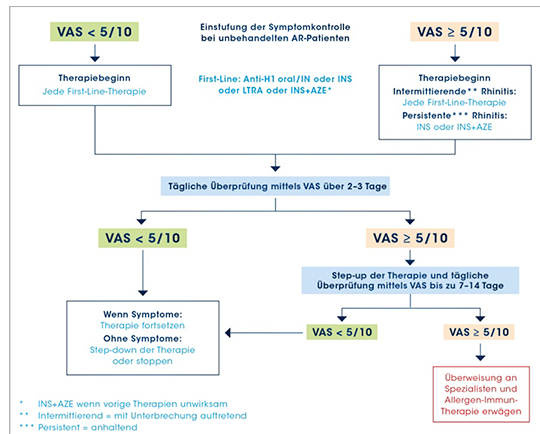 VAS < 5/10
Einstufung der Symptomkontrolle
bei unbehandelten AR-Patienten
VAS ≥ 5/10
Therapiebeginn
Jede First-Line-Therapie
First-Line: Anti-H1 oral/IN oder INS
oder LTRA oder INS+AZE*
Therapiebeginn
Intermittierende** Rhinitis:
Jede First-Line-Therapie
Persistente*** Rhinitis:
INS oder INS+AZE
Tägliche Überprüfung mittels VAS über 2–3 Tage
VAS < 5/10
VAS ≥ 5/10
Step-up der Therapie und tägliche
Überprüfung mittels VAS bis zu 7–14 Tage
Wenn Symptome:
Therapie fortsetzen
Ohne Symptome:
Step-down der Therapie
oder stoppen
VAS < 5/10
VAS ≥ 5/10
Überweisung an
Spezialisten und
Allergen-Immun-
Therapie erwägen
* INS+AZE wenn vorige Therapien unwirksam
** Intermittierend = mit Unterbrechung auftretend
*** Persistent = anhaltend